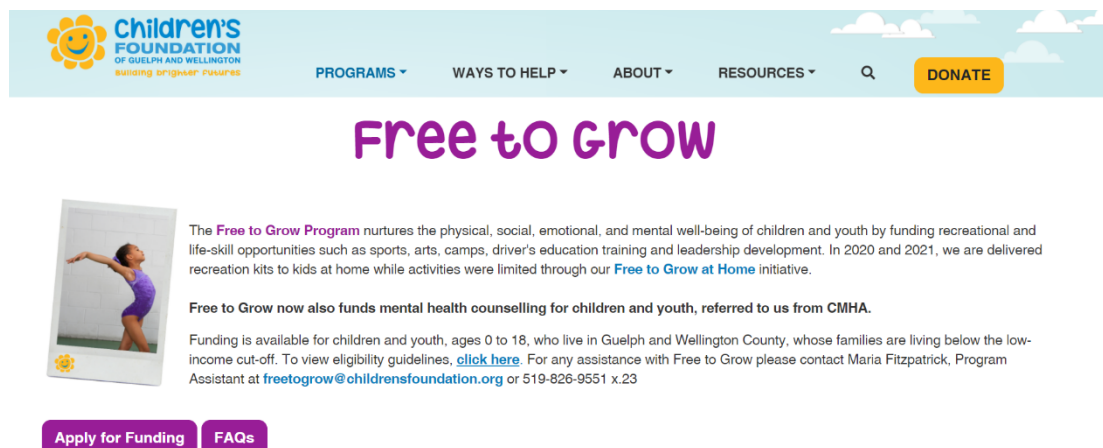 Children's
FOUNDATION
OF GUELPH AND WELLINGTON
Building brighter futures
PROGRAMS
WAYS TO HELP
ABOUT
RESOURCES
DONATE
Free to Grow
The Free to Grow Program nurtures the physical, social, emotional, and mental well-being of children and youth by funding recreational and
life-skill opportunities such as sports, arts, camps, driver's education training and leadership development. In 2020 and 2021, we are delivered
recreation kits to kids at home while activities were limited through our Free to Grow at Home initiative.
Free to Grow now also funds mental health counselling for children and youth, referred to us from CMHA.
Funding is available for children and youth, ages 0 to 18, who live in Guelph and Wellington County, whose families are living below the low-
income cut-off. To view eligibility guidelines, click here. For any assistance with Free to Grow please contact Maria Fitzpatrick, Program
Assistant at freetogrow@childrensfoundation.org or 519-826-9551 x.23
Apply for Funding
FAQs